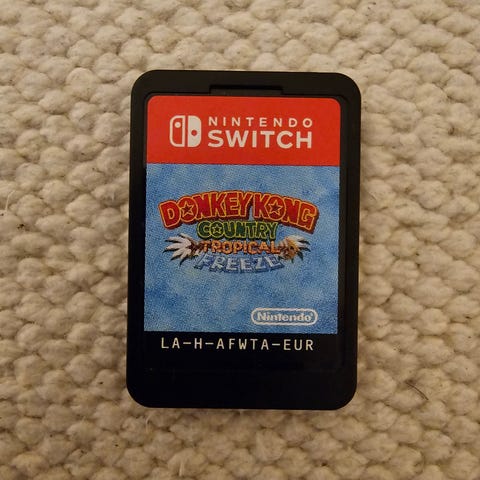 NINTENDO
SWITCH
DONKEY KONG
COUNTRY
TROPICAL
FREEZE
Nintendo
LA-H-AFWTA-EUR